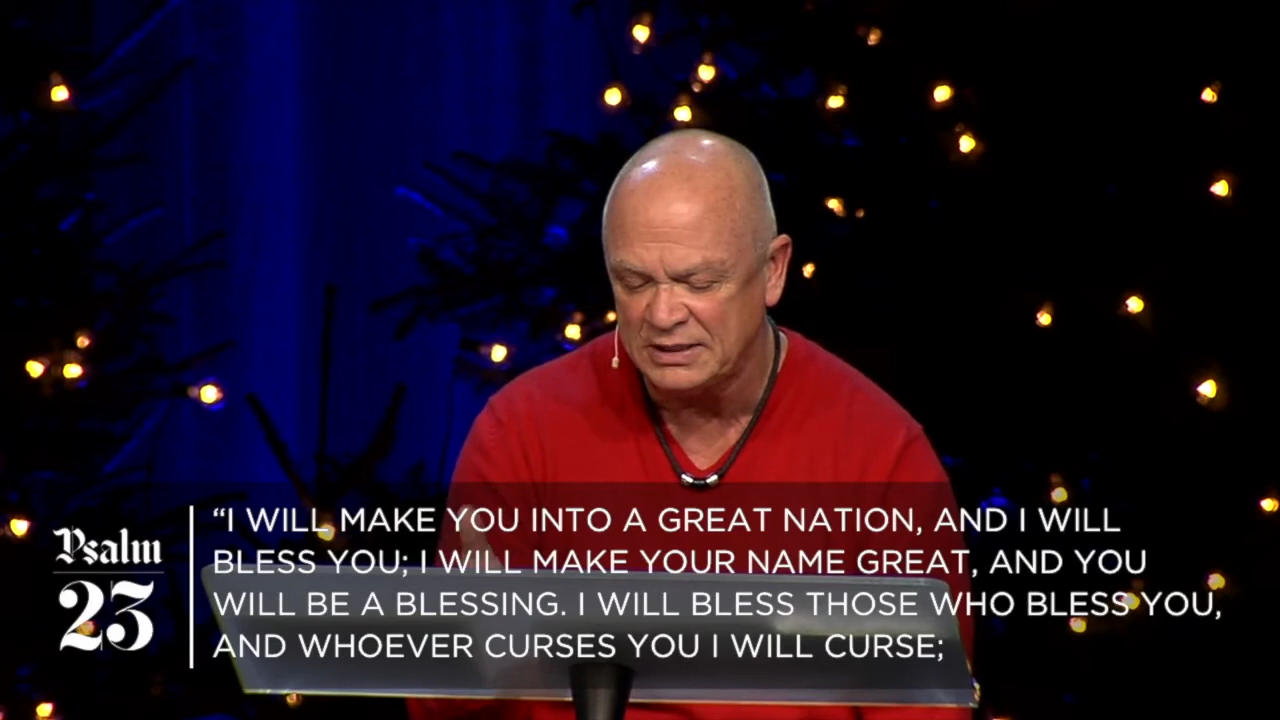 Psalm
23
“I WILL MAKE YOU INTO A GREAT NATION, AND I WILL
BLESS YOU; I WILL MAKE YOUR NAME GREAT, AND YOU
WILL BE A BLESSING. I WILL BLESS THOSE WHO BLESS YOU,
AND WHOEVER CURSES YOU I WILL CURSE;